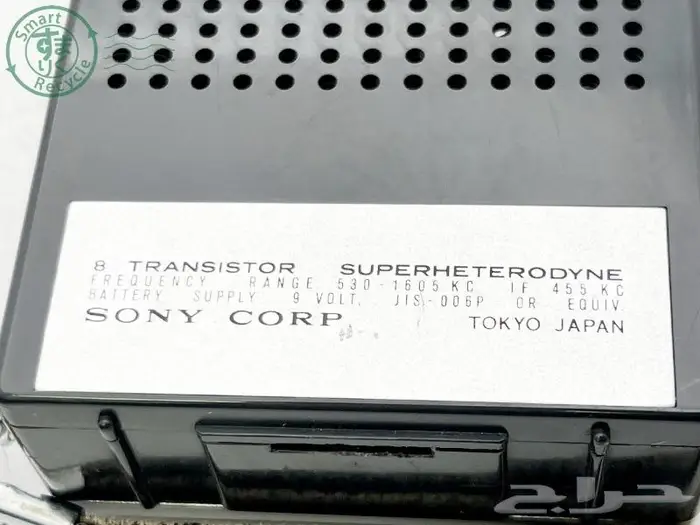 Smart
す
Recycle
8 TRANSISTOR SUPERHETERODYNE
FREQUENCY RANGE 530-1605 KC IF 455 KC
BATTERY SUPPLY 9 VOLT. JIS-006P OR EQUIV
SONY CORP TOKYO JAPAN
حراج